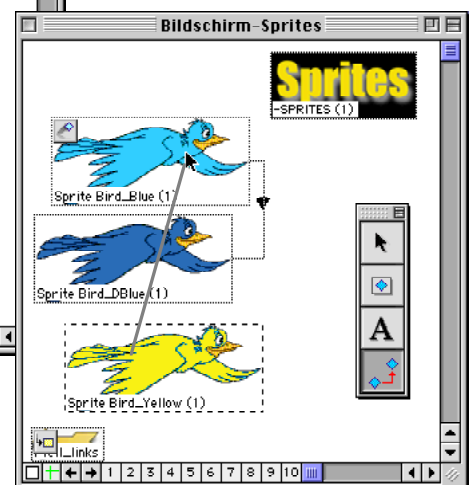 Bildschirm-Sprites
Sprites
-SPRITES (1)
Sprite Bird_Blue (1)
Sprite Bird_DBlue (1)
Sprite Bird_Yellow (1)
A
l_links
1 2 3 4 5 6 7 8 9 10